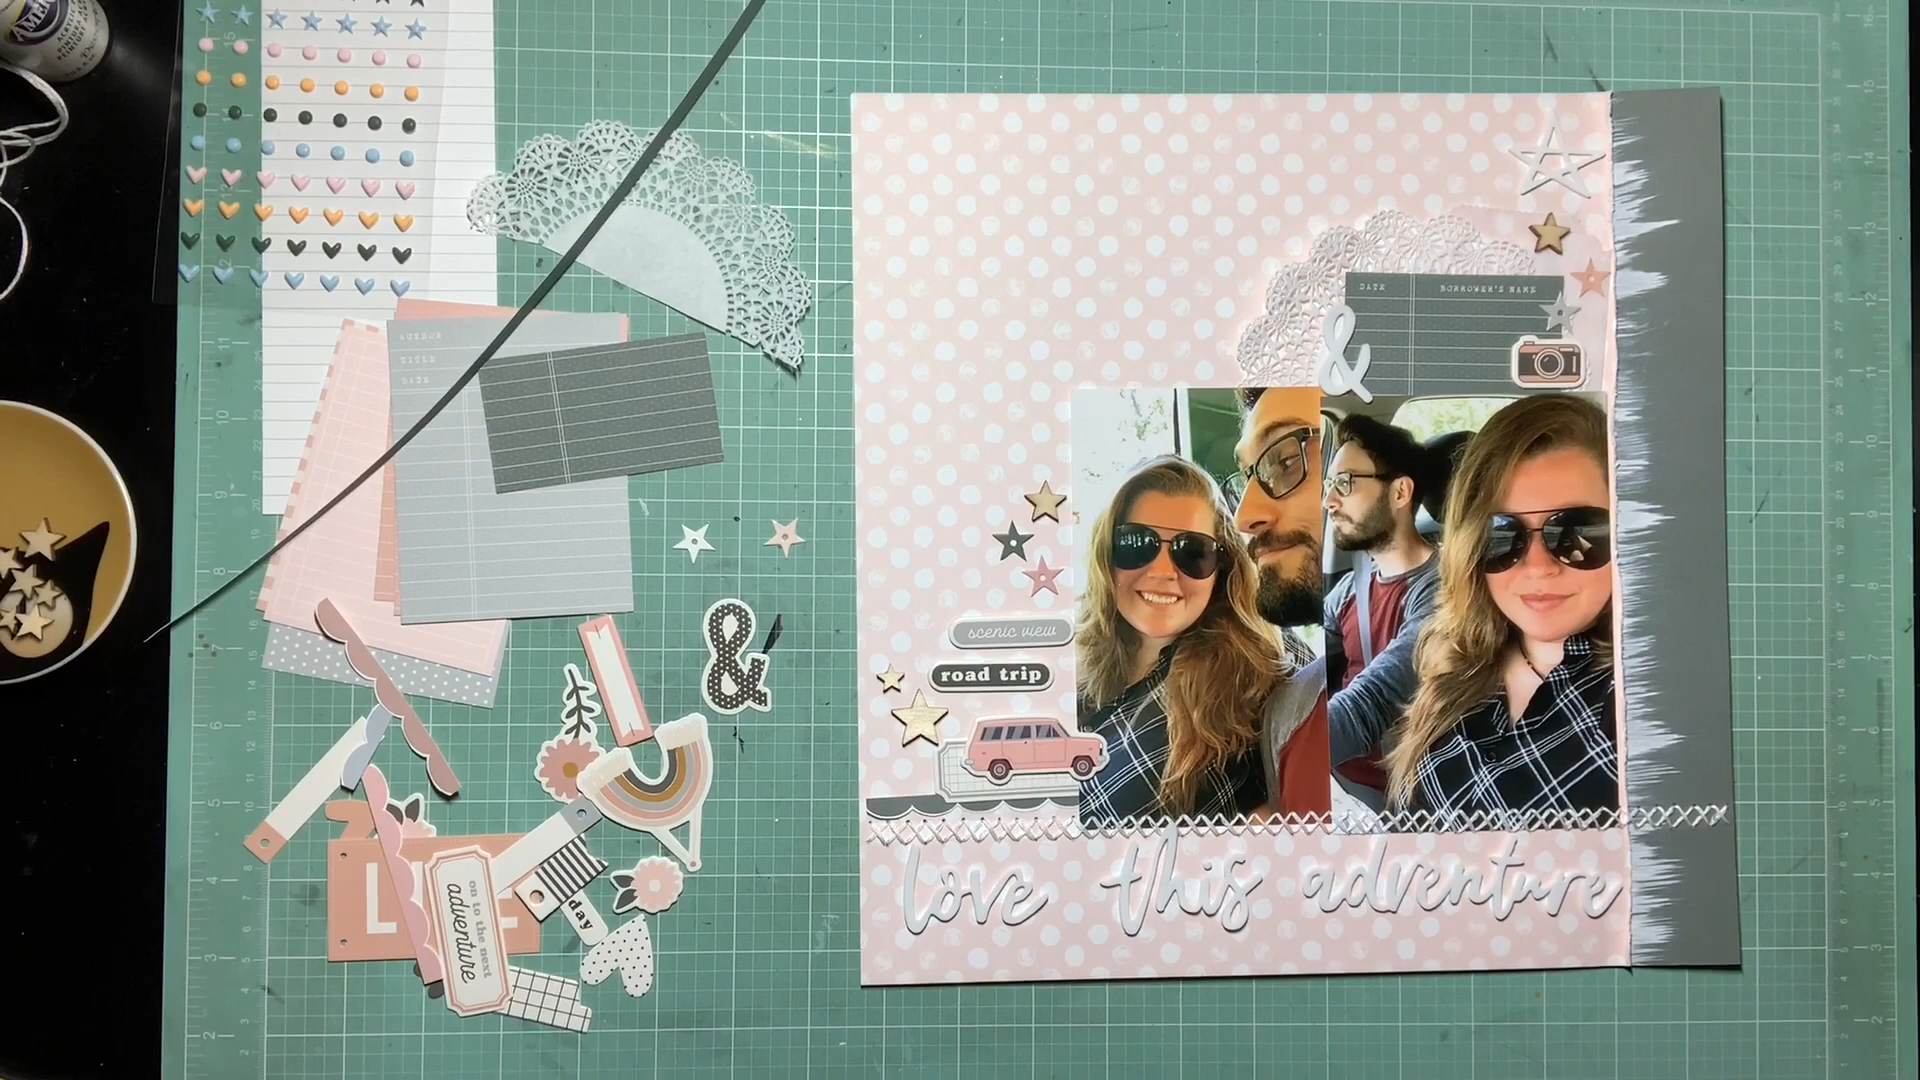 AUTHOR
TITLE
DATE
DATE BORROWER'S NAME
&
scenic view
road trip
&
day
on to the next
adventure
love this adventure